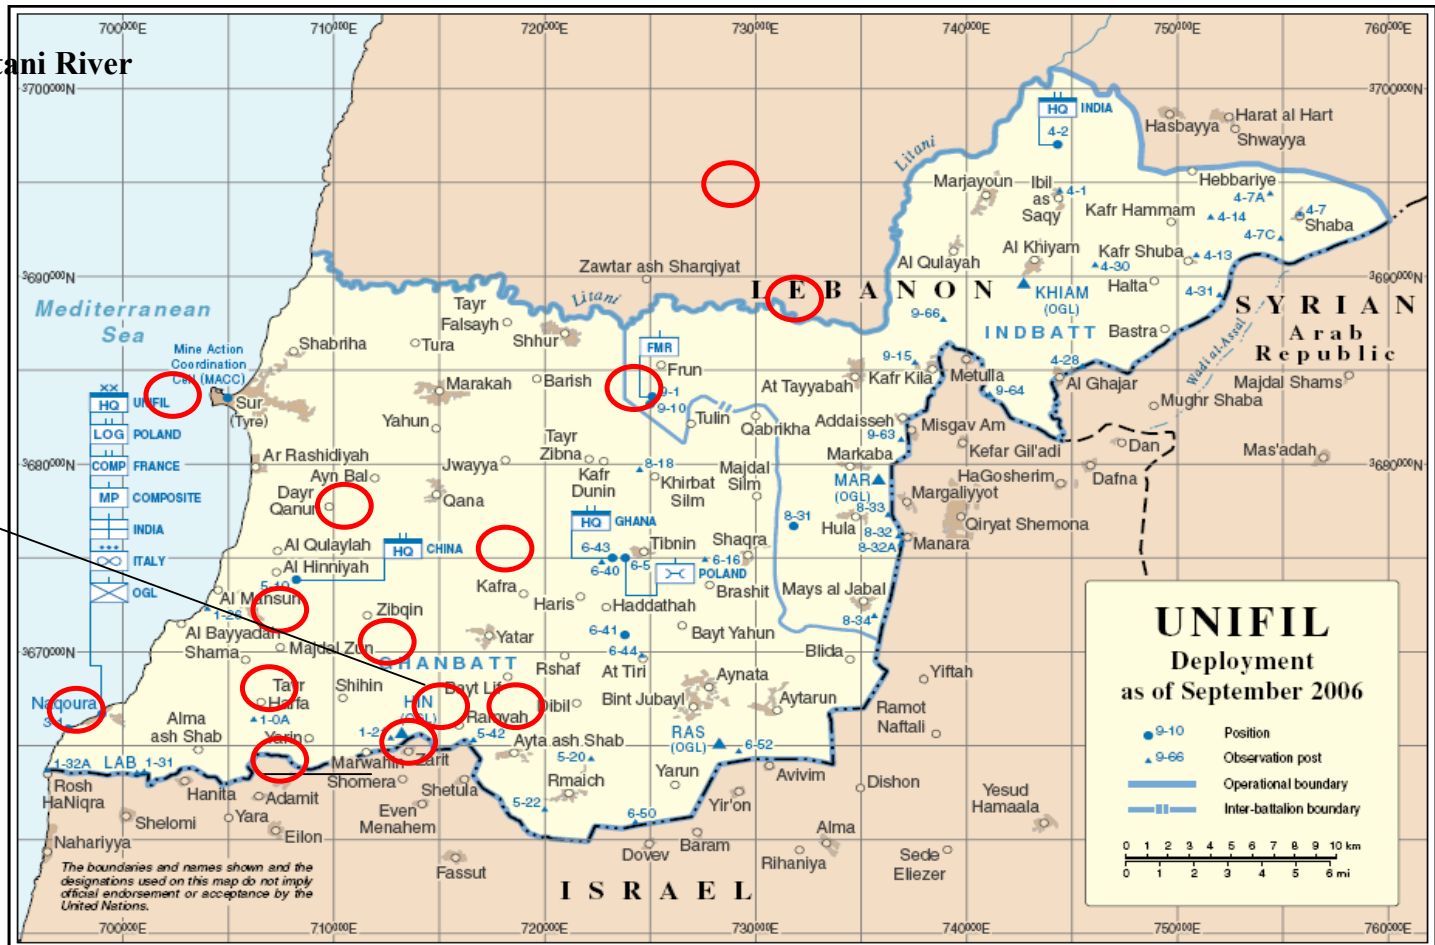 700000E
710000E
720000E
730000E
740000E
750000E
760000E
tani River
3700000N
3700000N
HQ
INDIA
4-2
Hasbayya
Harat al Hart
Shwayya
Litani
Marjayoun
Ibil
as
Saqy
4-1
Hebbariye
4-7A
4-14
4-7
Shaba
Kafr Hammam
4-7C
Al Khiyam
Kafr Shuba
4-13
Al Qulayah
4-30
Halta
4-31
3690000N
3690000N
Zawtar ash Sharqiyat
LEBANON
Litani
KHIAM
(OGL)
9-66
INDBATT
Bastra
SYRIAN
Arab
Republic
Wadi al-Assal
Mediterranean
Sea
Mine Action
Coordination
Cell (MACC)
Shabriha
Tayr
Falsayh
Tura
Shhur
FMR
Frun
9-1
9-10
At Tayyabah
9-15
Kafr Kila
Metulla
4-28
9-64
Al Ghajar
Majdal Shams
Mughr Shaba
XX
HQ
UNIFIL
LOG
POLAND
COMP
FRANCE
MP
COMPOSITE
INDIA
ITALY
OGL
Sur
(Tyre)
Marakah
Barish
Yahun
Tulin
Qabrikha
Addaisseh
9-63
Misgav Am
Kefar Gil'adi
Dan
Mas'adah
3680000N
3680000N
Ar Rashidiyah
Ayn Bal
Jwayya
Tayr
Zibna
Kafr
Dunin
8-18
Khirbat
Silm
Majdal
Silm
Markaba
MAR
(OGL)
HaGosherim
Dafna
Margaliyyot
Dayr
Qanun
Qana
8-31
Hula
8-33
8-32
8-32A
Qiryat Shemona
Manara
HQ
GHANA
HQ
CHINA
Al Qulaylah
Al Hinniyah
5-10
6-43
Tibnin
Shaqra
6-40
6-5
6-16
POLAND
Kafra
Haris
Haddathah
Brashit
Mays al Jabal
Al Mansuri
1-26
Zibqin
Al Bayyadah
Shama
Majdal Zun
Yatar
6-41
Bayt Yahun
8-34
3670000N
3670000N
GHANBATT
6-44
Rshaf
At Tiri
Blida
Aynata
Yiftah
Tayr
Harfa
Shihin
HIN
(OGL)
Bayt Lif
Dibil
Bint Jubayl
Aytarun
Ramot
Naftali
Naqoura
3-1
Alma
ash Shab
1-0A
Yarin
1-21
Ramyah
5-42
Ayta ash Shab
RAS
(OGL)
6-52
1-32A
LAB
1-31
Marwahin
Zarit
5-20
Rosh
HaNiqra
Hanita
Adamit
Shomera
Shetula
Rmaich
Yarun
Avivim
Dishon
Yesud
Hamaala
Shelomi
Yara
Eilon
Even
Menahem
5-22
6-50
Yir'on
Nahariyya
Baram
Alma
Dovev
Rihaniya
Sede
Eliezer
Fassut
ISRAEL
The boundaries and names shown and the
designations used on this map do not imply
official endorsement or acceptance by the
United Nations.
UNIFIL
Deployment
as of September 2006
9-10 Position
9-66 Observation post
Operational boundary
Inter-battalion boundary
0 1 2 3 4 5 6 7 8 9 10 km
0 1 2 3 4 5 6 mi
700000E
710000E
720000E
730000E
740000E
750000E
760000E